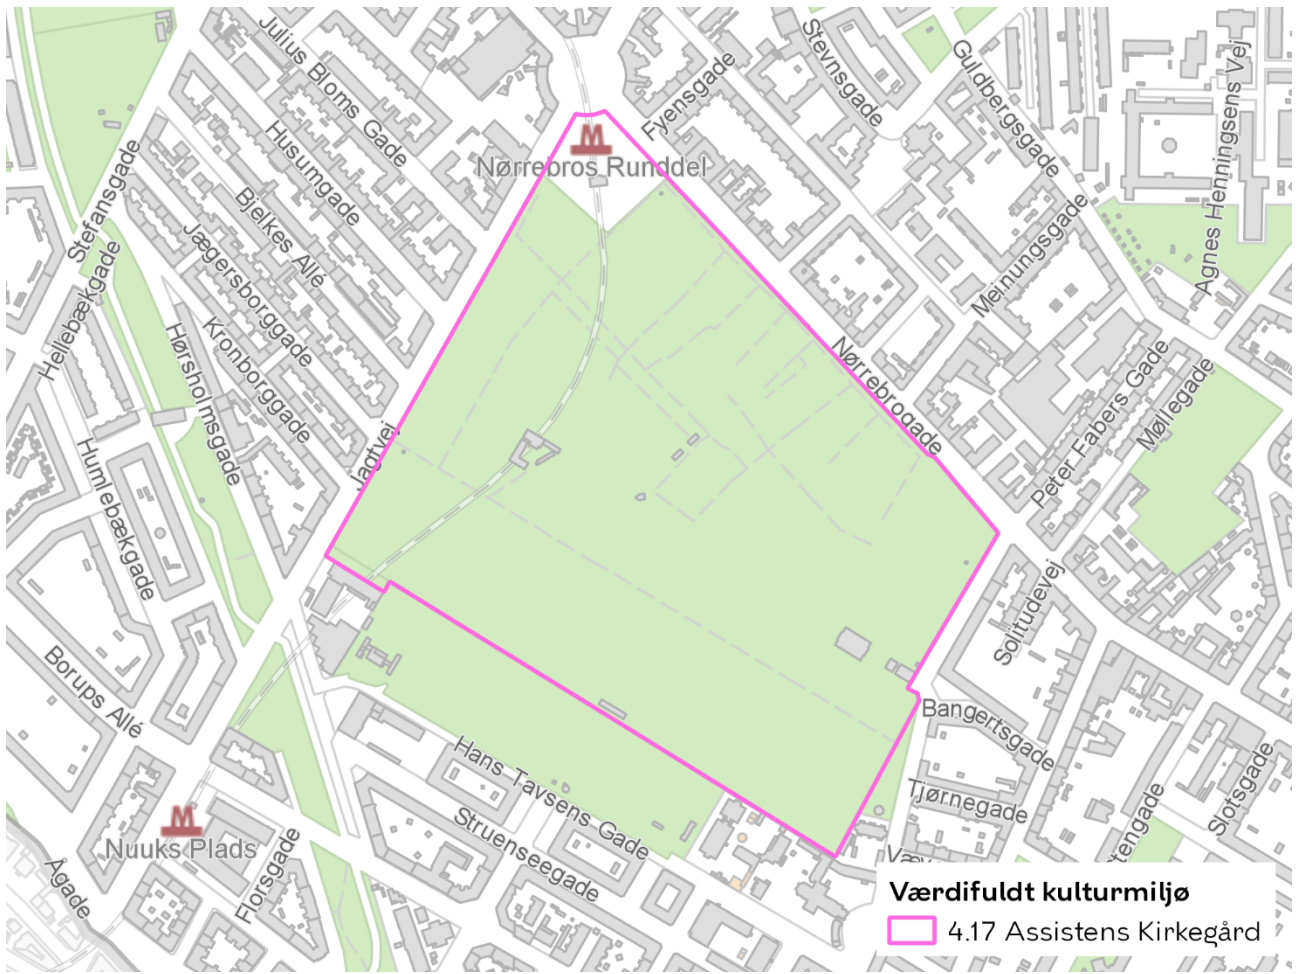 Julius Bloms Gade
Stevnsgade
Guldbergsgade
Agnes Henningsens Vej
Fyensgade
M
Nørrebros Runddel
Husumgade
Stefansgade
Bjelkes Allé
Jægersborggade
Meinungsgade
Hellebækgade
Hørsholmsgade
Kronborggade
Nørrebrogade
Peter Fabers Gade
Møllegade
Jagtvej
Humlebækgade
Solitudevej
Borups Allé
Bangertsgade
Hans Tavsens Gade
Tjørnegade
Slotsgade
Struenseegade
M
Nuuks Plads
Florsgade
Ågade
Værdifuldt kulturmiljø
4.17 Assistens Kirkegård